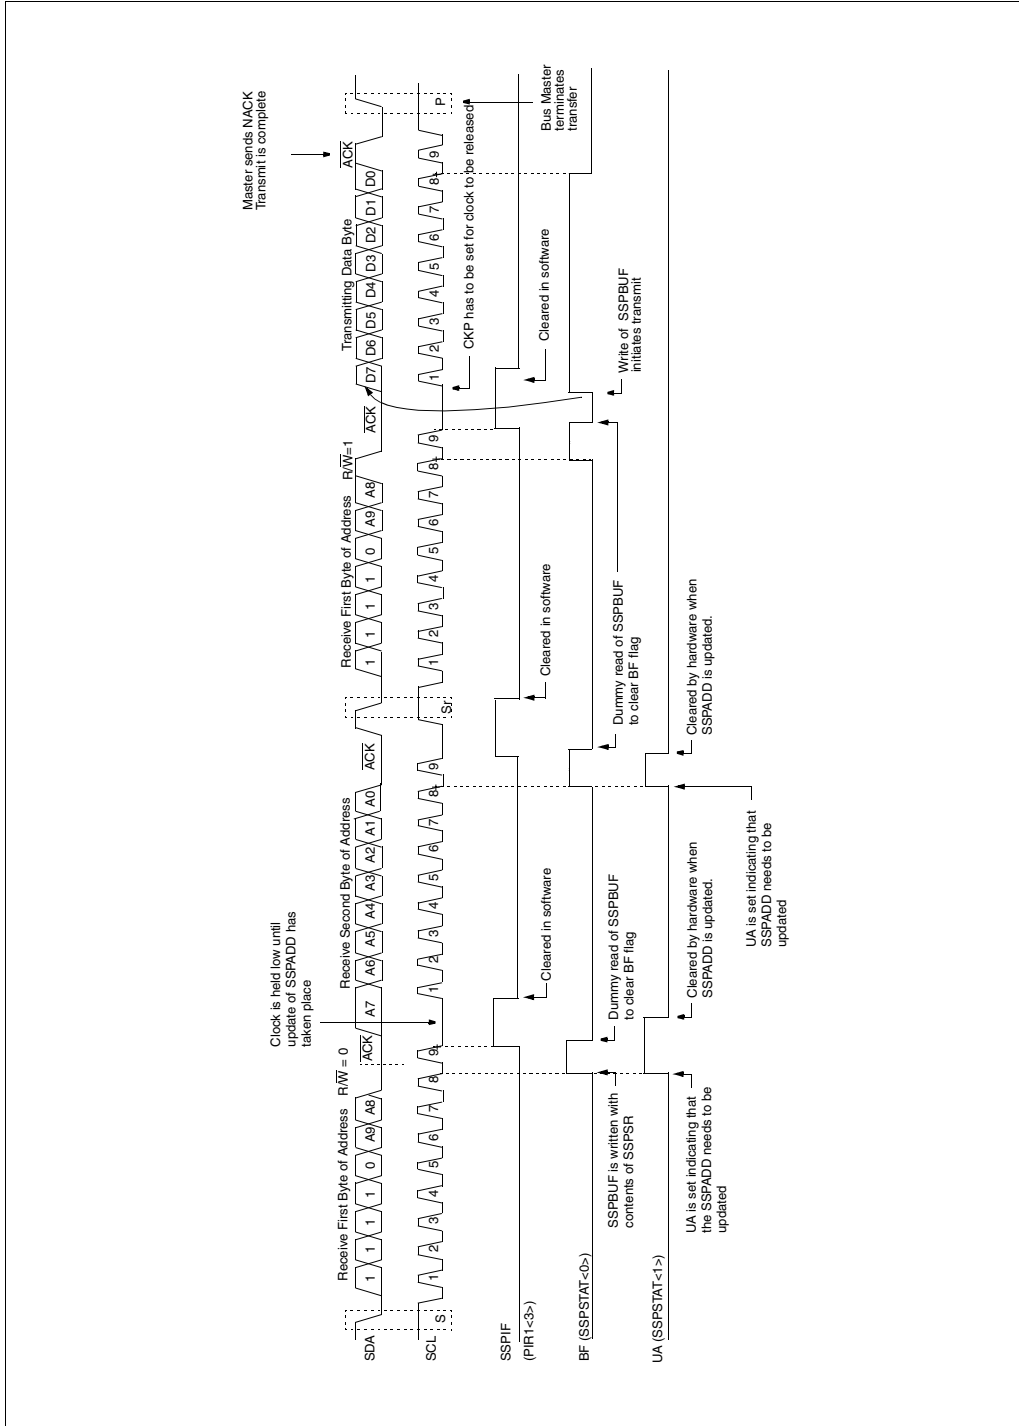 Master sends NACK
Transmit is complete
Clock is held low until
update of SSPADD has
taken place
Receive First Byte of Address R/W = 0
Receive Second Byte of Address
Receive First Byte of Address R/W=1
Transmitting Data Byte
SDA 1 1 1 1 0 A9 A8 ACK A7 A6 A5 A4 A3 A2 A1 A0 ACK 1 1 1 1 0 A9 A8 ACK D7 D6 D5 D4 D3 D2 D1 D0 ACK
SCL S 1 2 3 4 5 6 7 8 9 1 2 3 4 5 6 7 8 9 Sr 1 2 3 4 5 6 7 8 9 1 2 3 4 5 6 7 8 9 P
CKP has to be set for clock to be released
Bus Master
terminates
transfer
SSPIF
(PIR1<3>)
Cleared in software
Cleared in software
Cleared in software
BF (SSPSTAT<0>)
SSPBUF is written with
contents of SSPSR
Dummy read of SSPBUF
to clear BF flag
Dummy read of SSPBUF
to clear BF flag
Write of SSPBUF
initiates transmit
UA (SSPSTAT<1>)
UA is set indicating that
the SSPADD needs to be
updated
Cleared by hardware when
SSPADD is updated.
UA is set indicating that
SSPADD needs to be
updated
Cleared by hardware when
SSPADD is updated.